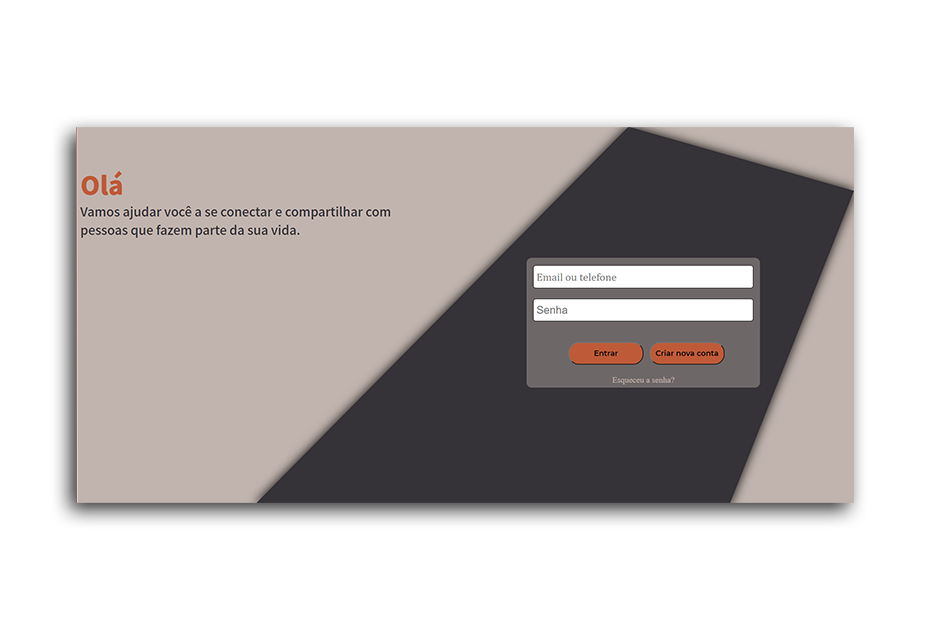 Olá
Vamos ajudar você a se conectar e compartilhar com
pessoas que fazem parte da sua vida.
Email ou telefone
Senha
Entrar
Criar nova conta
Esqueceu a senha?